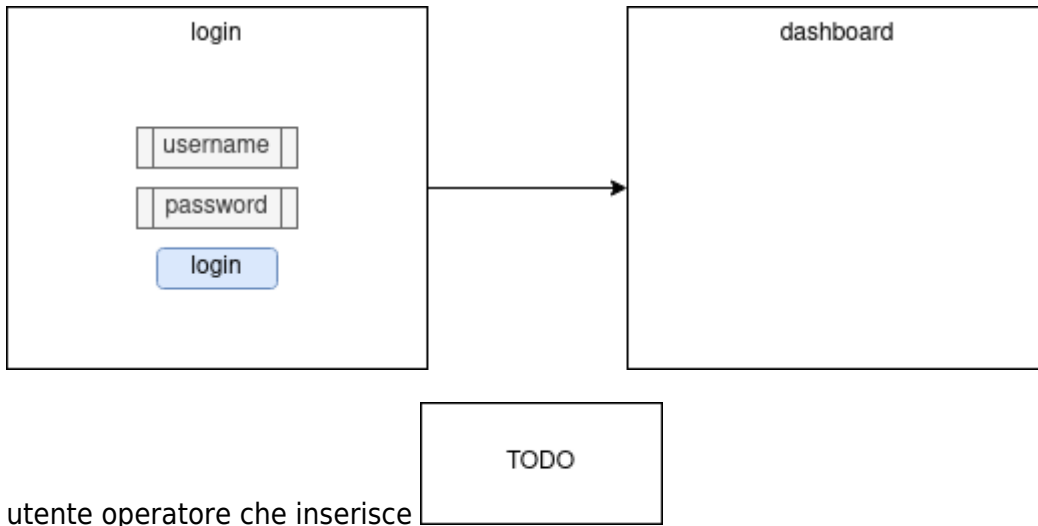 login
dashboard
username
password
login
TODO
utente operatore che inserisce